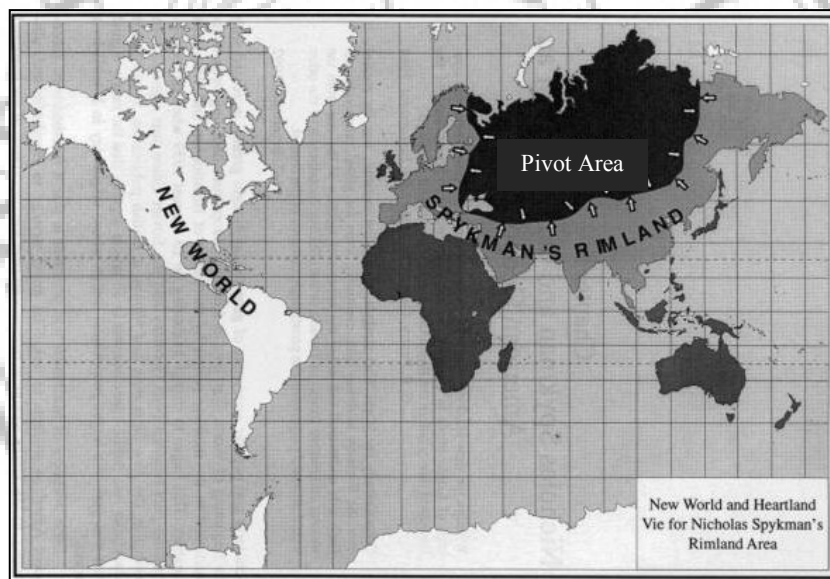 Pivot Area
NEW WORLD
SPYKMAN'S RIMLAND
New World and Heartland
Vie for Nicholas Spykman's
Rimland Area